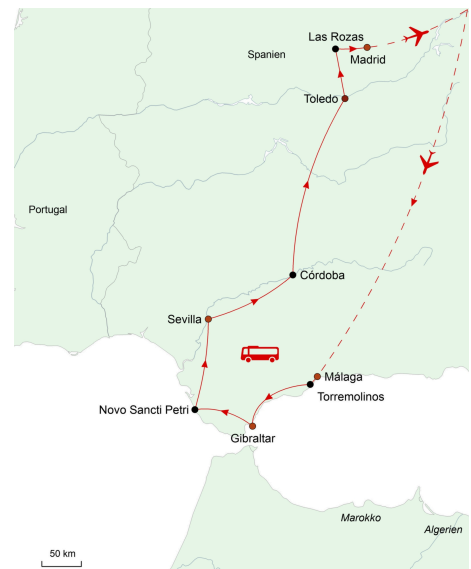 Las Rozas
Spanien
Madrid
Toledo
Portugal
Córdoba
Sevilla
Málaga
Torremolinos
Novo Sancti Petri
Gibraltar
Marokko
Algerien
50 km